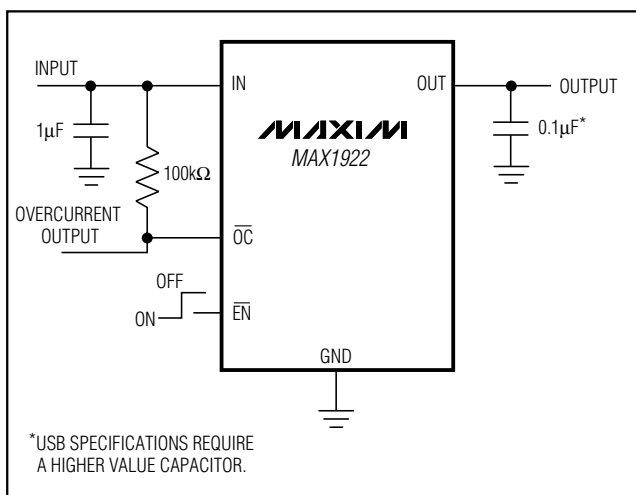 INPUT
IN
OUT
OUTPUT
1μF
MAXIM
MAX1922
0.1μF*
100kΩ
OVERCURRENT
OUTPUT
OC
OFF
ON
EN
GND
*USB SPECIFICATIONS REQUIRE
A HIGHER VALUE CAPACITOR.